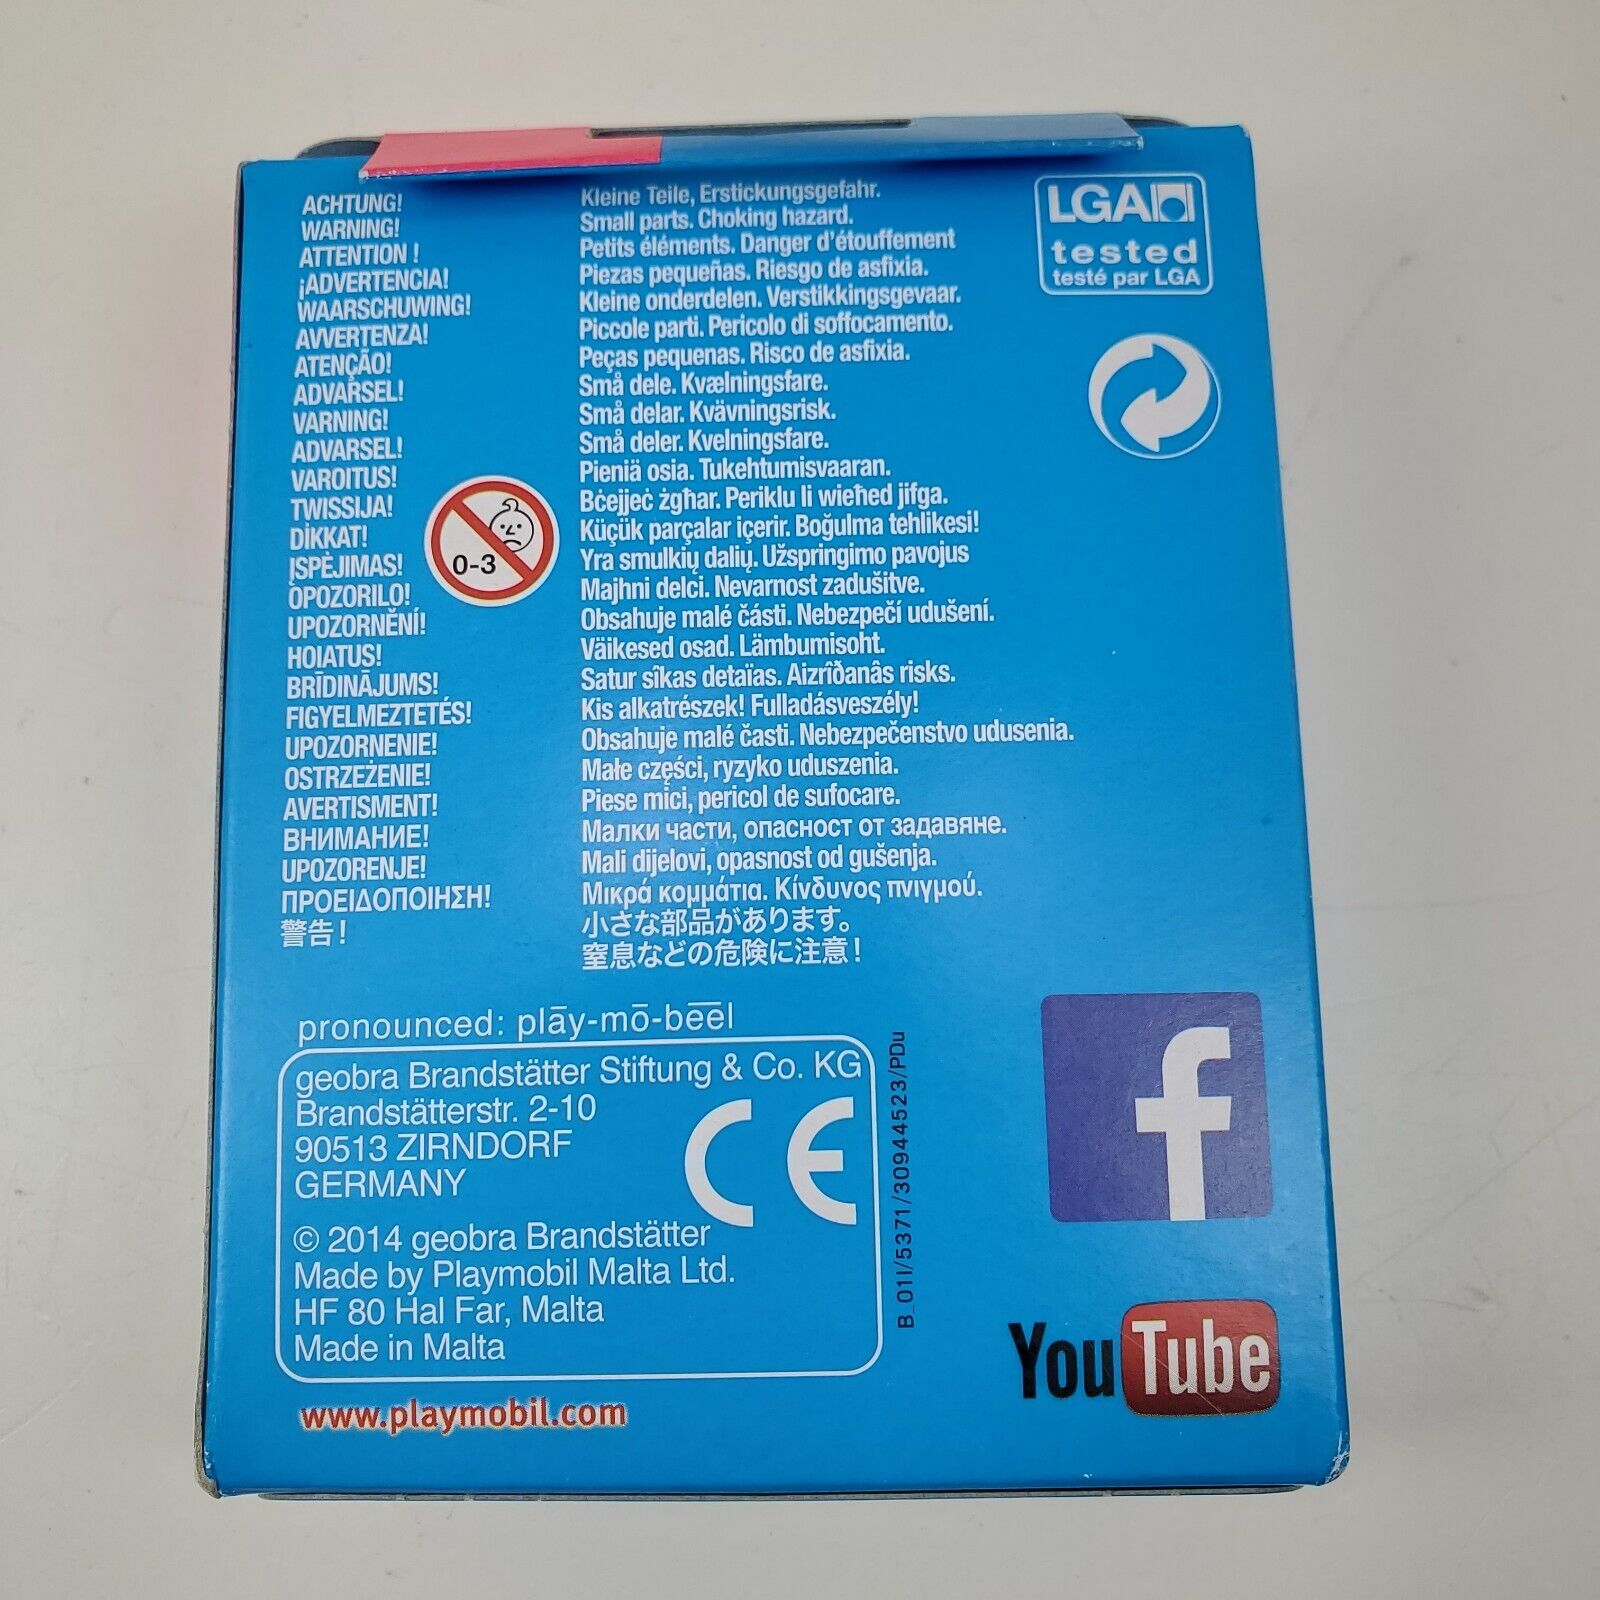 ACHTUNG! Kleine Teile, Erstickungsgefahr.
WARNING! Small parts. Choking hazard.
ATTENTION ! Petits éléments. Danger d'étouffement
¡ADVERTENCIA! Piezas pequeñas. Riesgo de asfixia.
WAARSCHUWING! Kleine onderdelen. Verstikkingsgevaar.
AVVERTENZA! Piccole parti. Pericolo di soffocamento.
ATENÇÃO! Peças pequenas. Risco de asfixia.
ADVARSEL! Små dele. Kvælningsfare.
VARNING! Små delar. Kvävningsrisk.
ADVARSEL! Små deler. Kvelningsfare.
VAROITUS! Pieniä osia. Tukehtumisvaaran.
TWISSIJA! Bċejjeċ żgħar. Periklu li wieħed jifga.
DİKKAT! Küçük parçalar içerir. Boğulma tehlikesi!
ĮSPĖJIMAS! Yra smulkių dalių. Užspringimo pavojus
OPOZORILO! Majhni delci. Nevarnost zadušitve.
UPOZORNĚNÍ! Obsahuje malé části. Nebezpečí udušení.
HOIATUS! Väikesed osad. Lämbumisoht.
BRĪDINĀJUMS! Satur sîkas detaïas. Aizrîðanâs risks.
FIGYELMEZTETÉS! Kis alkatrészek! Fulladásveszély!
UPOZORNENIE! Obsahuje malé časti. Nebezpečenstvo udusenia.
OSTRZEŻENIE! Małe części, ryzyko uduszenia.
AVERTISMENT! Piese mici, pericol de sufocare.
ВНИМАНИЕ! Малки части, опасност от задавяне.
UPOZORENJE! Mali dijelovi, opasnost od gušenja.
ΠΡΟΕΙΔΟΠΟΙΗΣΗ! Μικρά κομμάτια. Κίνδυνος πνιγμού.
警告! 小さな部品があります。
窒息などの危険に注意!
0-3
LGA
tested
testé par LGA
pronounced: plāy-mō-bēēl
geobra Brandstätter Stiftung & Co. KG
Brandstätterstr. 2-10
90513 ZIRNDORF
GERMANY
CE
© 2014 geobra Brandstätter
Made by Playmobil Malta Ltd.
HF 80 Hal Far, Malta
Made in Malta
www.playmobil.com
B_01I/5371/30944523/PDu
f
YouTube